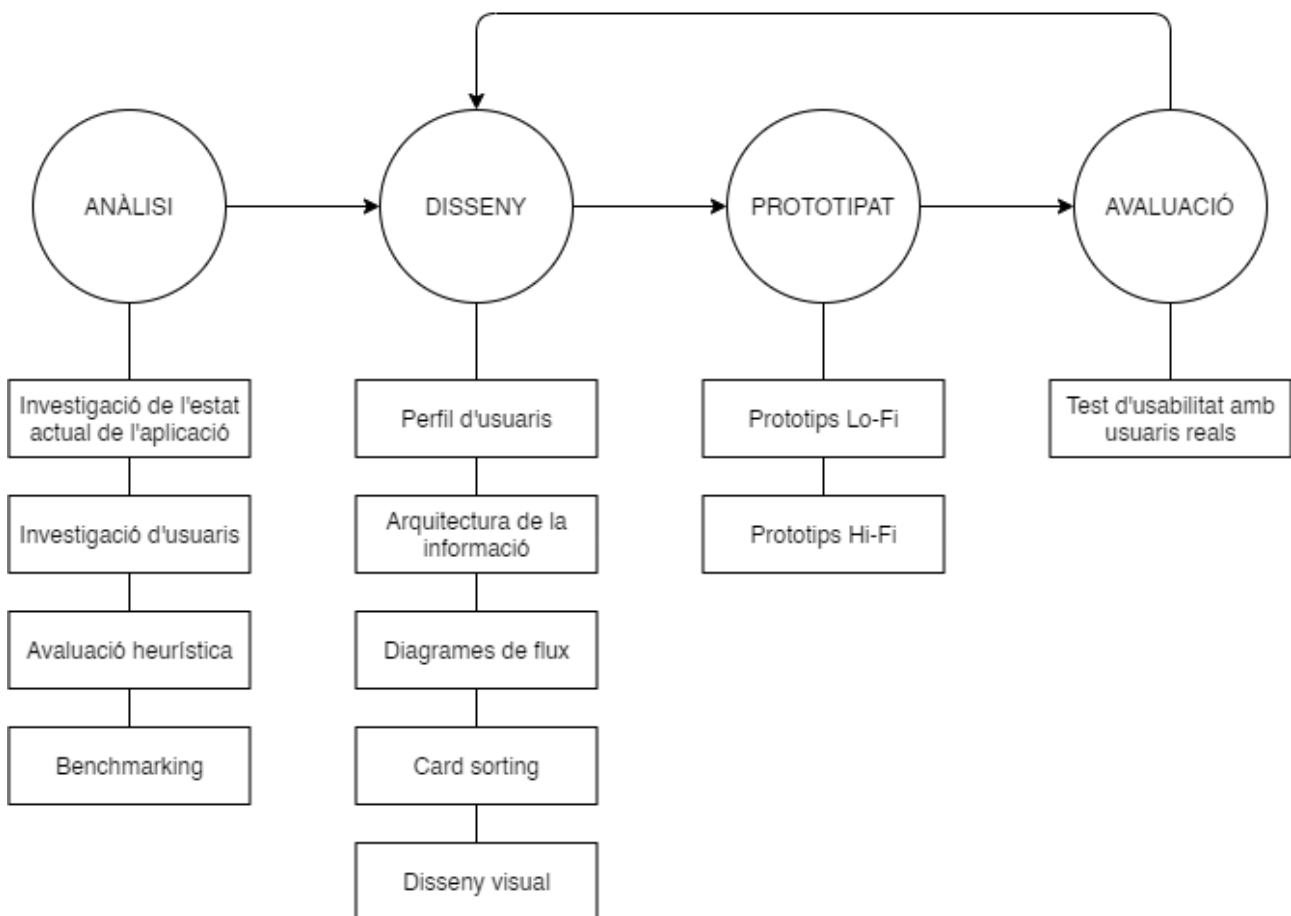 ANÀLISI
DISSENY
PROTOTIPAT
AVALUACIÓ
Investigació de l'estat
actual de l'aplicació
Investigació d'usuaris
Avaluació heurística
Benchmarking
Perfil d'usuaris
Arquitectura de la
informació
Diagrames de flux
Card sorting
Disseny visual
Prototips Lo-Fi
Prototips Hi-Fi
Test d'usabilitat amb
usuaris reals